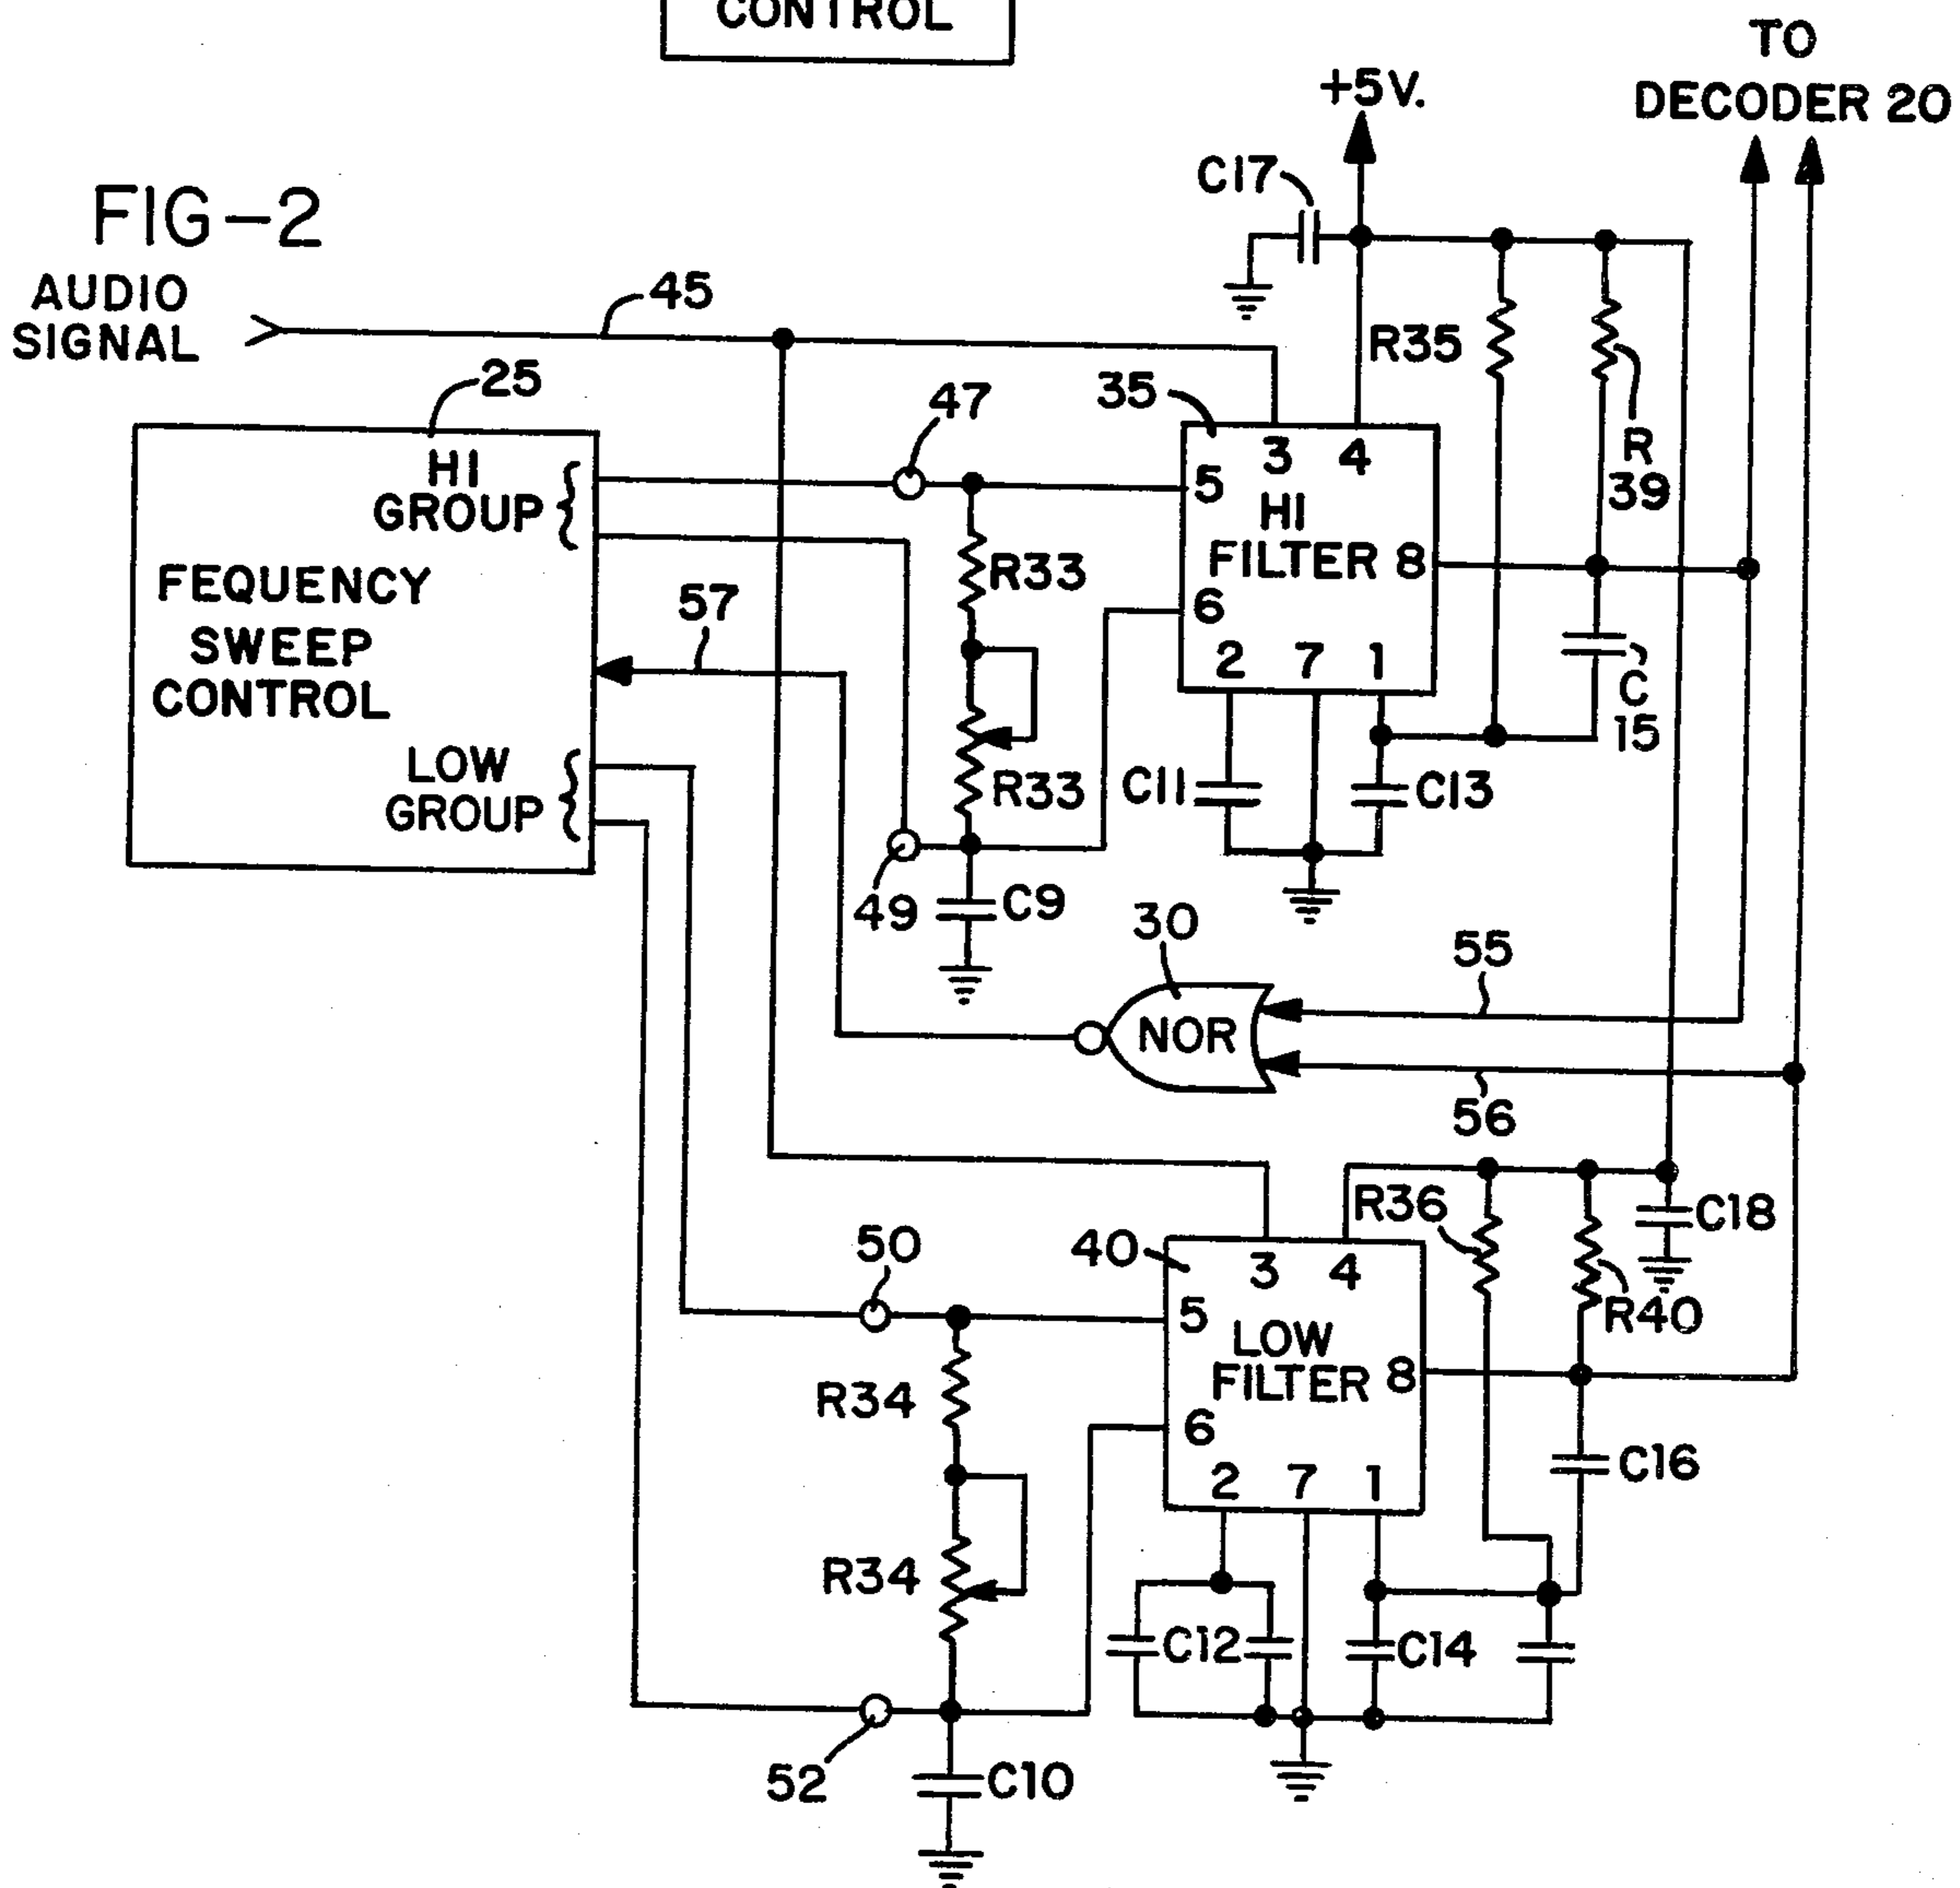 CONTROL
TO
DECODER 20
+5V.
C17
FIG-2
AUDIO
SIGNAL
45
25
47
35
R35
R
39
HI
GROUP
FEQUENCY
SWEEP
CONTROL
LOW
GROUP
57
R33
R33
49
C9
5
3
4
HI
FILTER 8
6
2
7
1
C
15
C11
C13
30
NOR
55
56
R36
C18
R40
50
40
3
4
5
LOW
FILTER 8
6
2
7
1
R34
R34
C16
C12
C14
52
C10